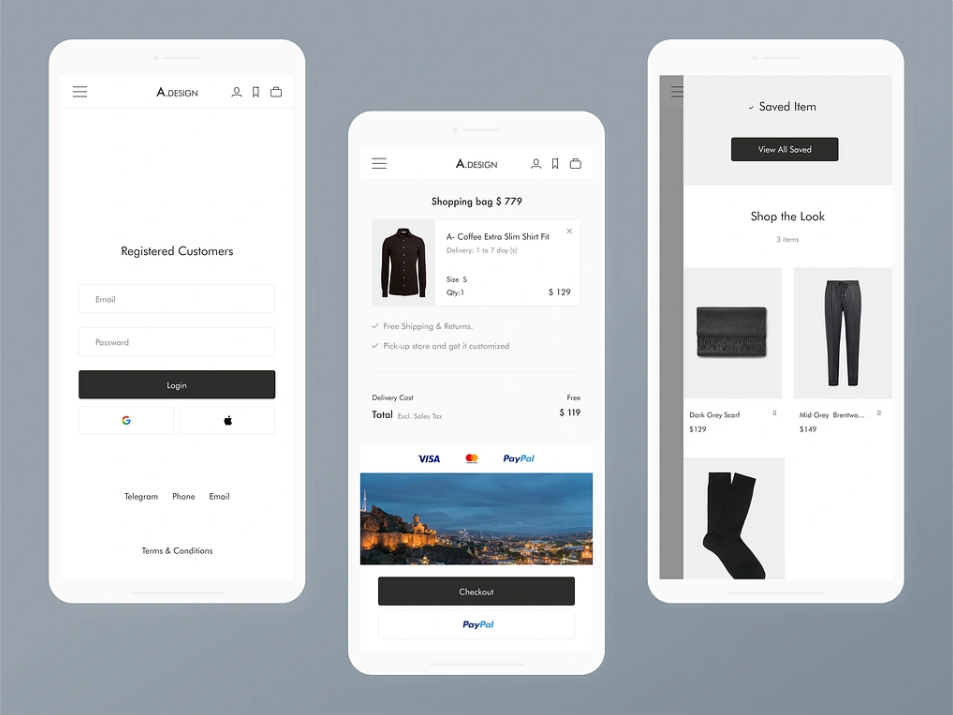 A.DESIGN
Registered Customers
Email
Password
Login
Telegram Phone Email
Terms & Conditions
A.DESIGN
Shopping bag $ 779
A- Coffee Extra Slim Shirt Fit
Delivery: 1 to 7 day (s)
Size S
Qty:1 $ 129
Free Shipping & Returns.
Pick-up store and get it customized
Delivery Cost Free
Total Excl. Sales Tax $ 119
VISA PayPal
Checkout
PayPal
Saved Item
View All Saved
Shop the Look
3 items
Dark Grey Scarf
$129
Mid Grey Brentwo...
$149